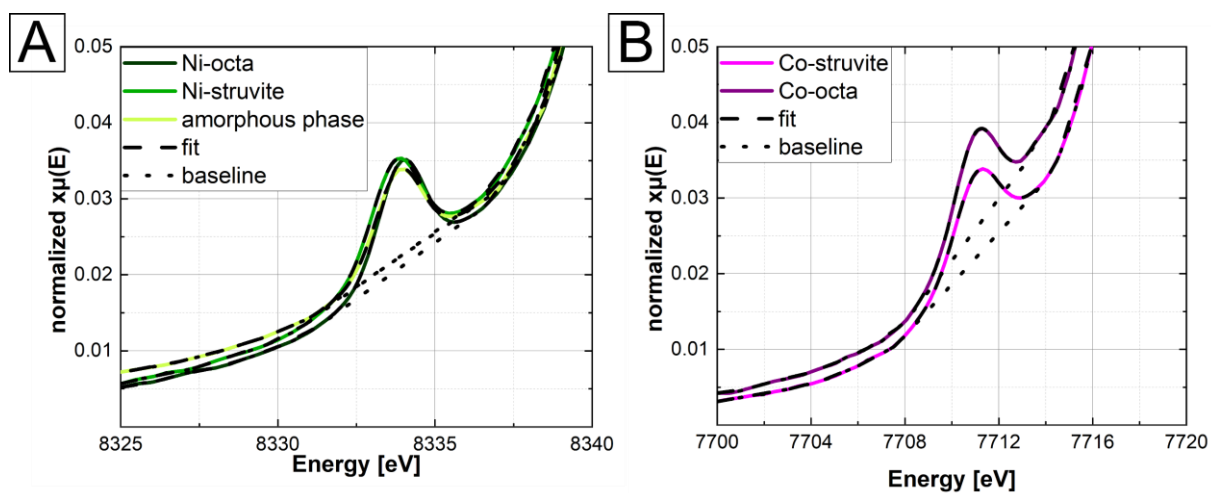 A
0.05
0.04
0.03
0.02
0.01
normalized xµ(E)
Ni-octa
Ni-struvite
amorphous phase
fit
baseline
8325
8330
8335
8340
Energy [eV]
B
0.05
0.04
0.03
0.02
0.01
normalized xµ(E)
Co-struvite
Co-octa
fit
baseline
7700
7704
7708
7712
7716
7720
Energy [eV]